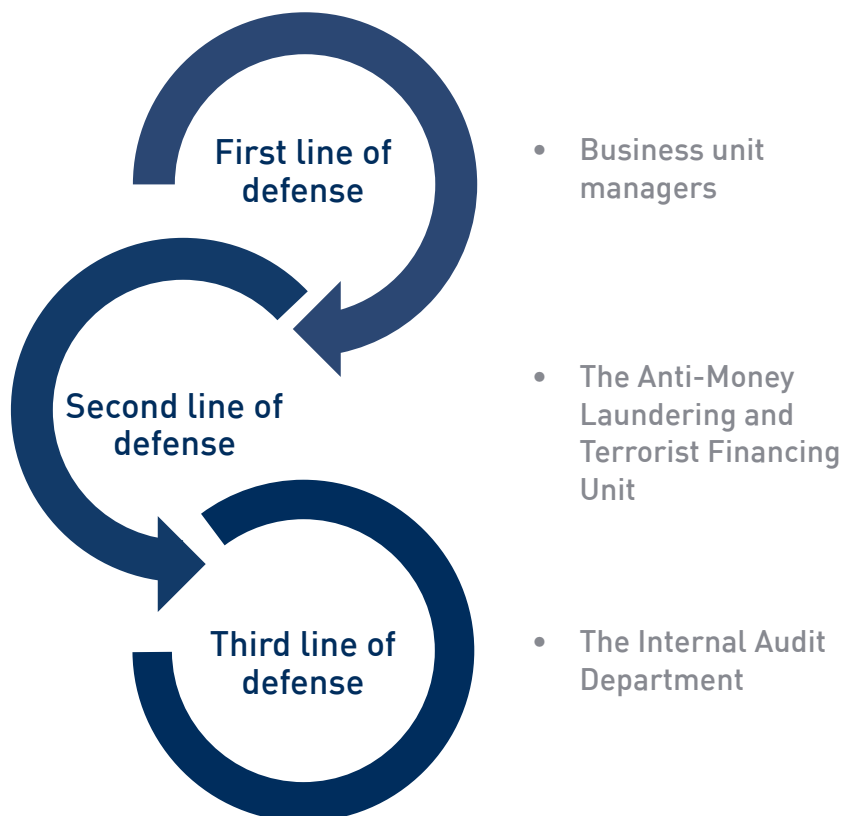 First line of
defense
• Business unit
managers
Second line of
defense
• The Anti-Money
Laundering and
Terrorist Financing
Unit
Third line of
defense
• The Internal Audit
Department